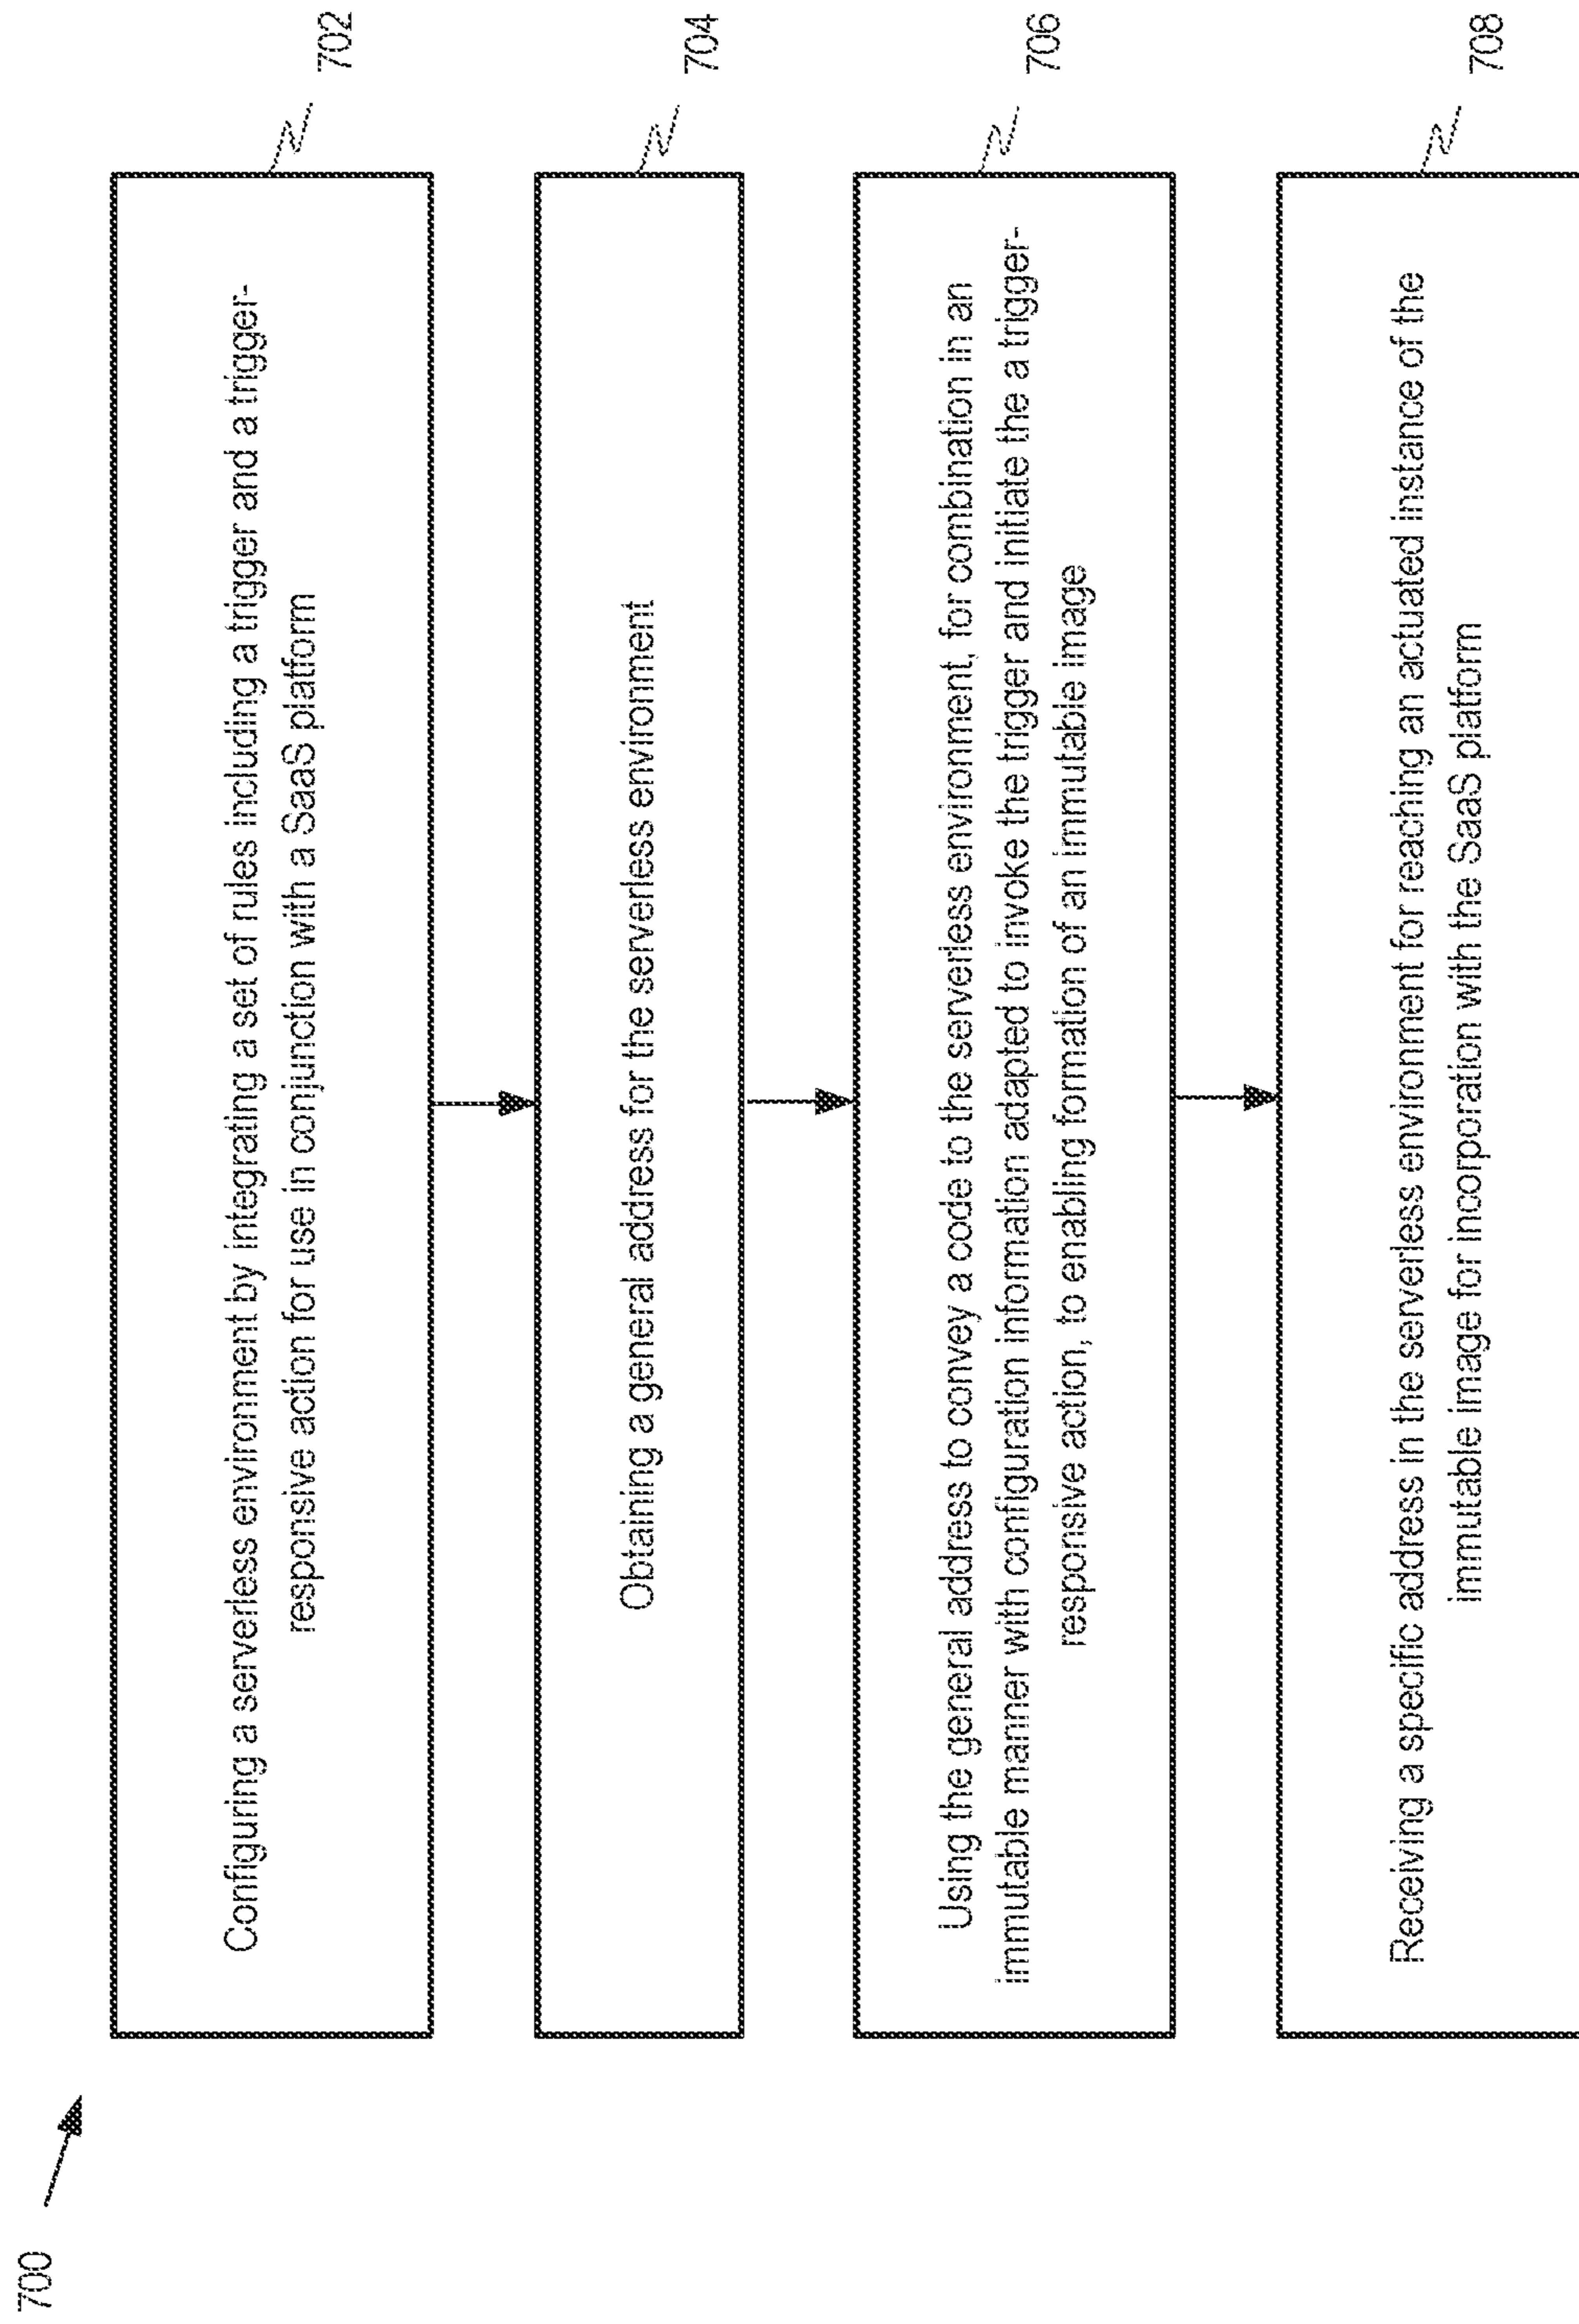 700
Configuring a serverless environment by integrating a set of rules including a trigger and a trigger-
responsive action for use in conjunction with a SaaS platform
702
Obtaining a general address for the serverless environment
704
Using the general address to convey a code to the serverless environment, for combination in an
immutable manner with configuration information adapted to invoke the trigger and initiate the a trigger-
responsive action, to enabling formation of an immutable image
706
Receiving a specific address in the serverless environment for reaching an actuated instance of the
immutable image for incorporation with the SaaS platform
708